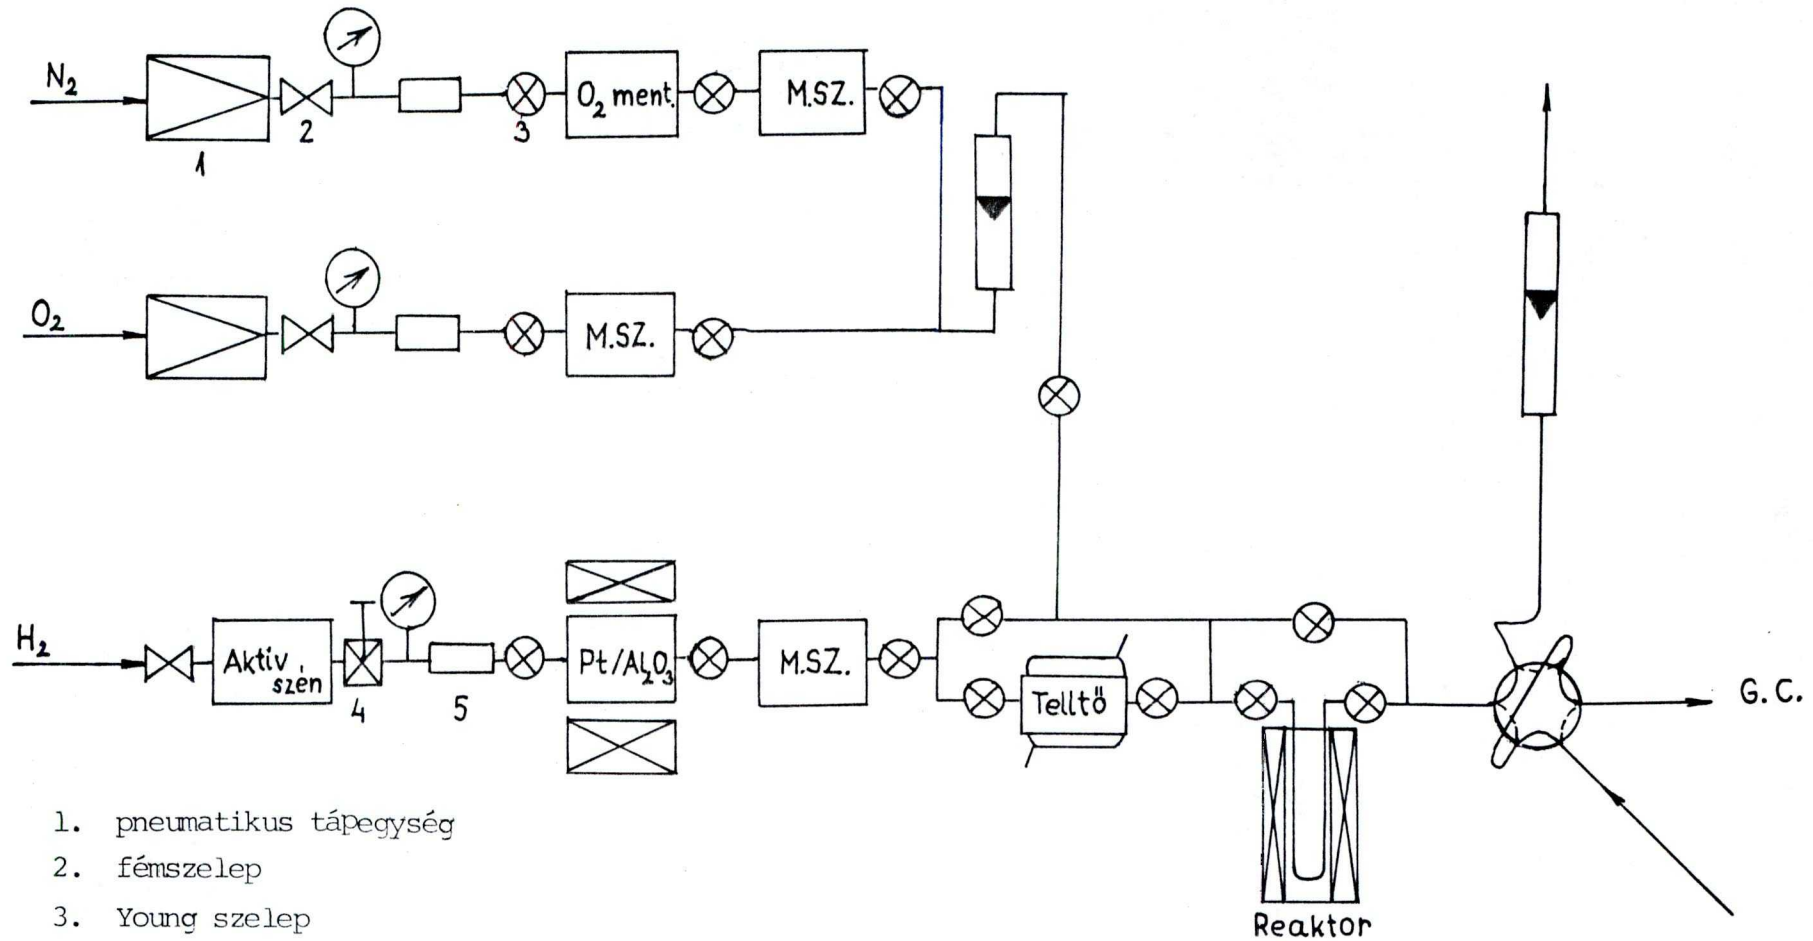 N2
O2 ment.
M.SZ.
1
2
3
O2
M.SZ.
H2
Aktív
szén
Pt/Al2O3
M.SZ.
Telltő
G.C.
4
5
1. pneumatikus tápegység
2. fémszelep
3. Young szelep
Reaktor